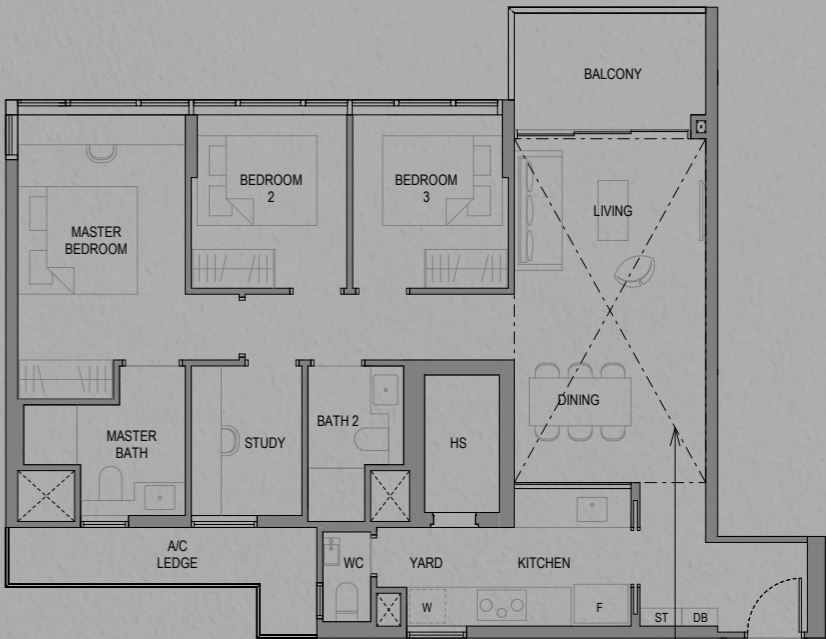 BALCONY
BEDROOM
2
BEDROOM
3
LIVING
MASTER
BEDROOM
DINING
BATH 2
MASTER
BATH
STUDY
HS
A/C
LEDGE
WC
YARD
KITCHEN
W
F
ST
DB